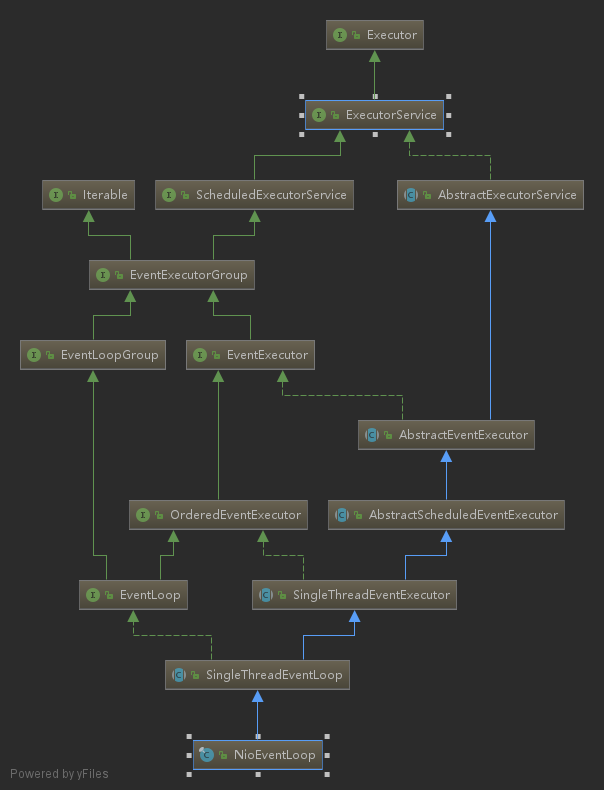 Executor
ExecutorService
Iterable
ScheduledExecutorService
AbstractExecutorService
EventExecutorGroup
EventLoopGroup
EventExecutor
AbstractEventExecutor
OrderedEventExecutor
AbstractScheduledEventExecutor
EventLoop
SingleThreadEventExecutor
SingleThreadEventLoop
NioEventLoop
Powered by yFiles